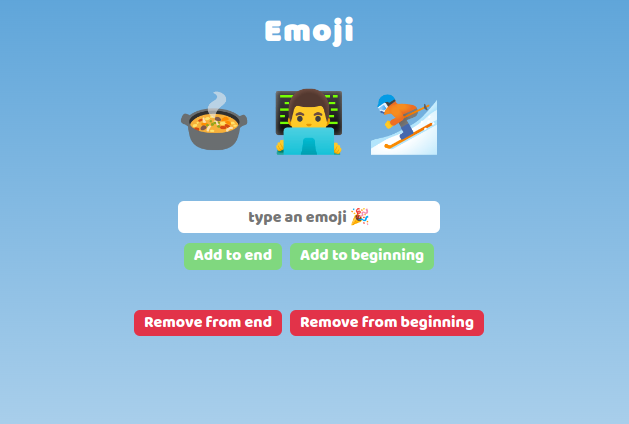 Emoji
type an emoji 🎉
Add to end Add to beginning
Remove from end Remove from beginning